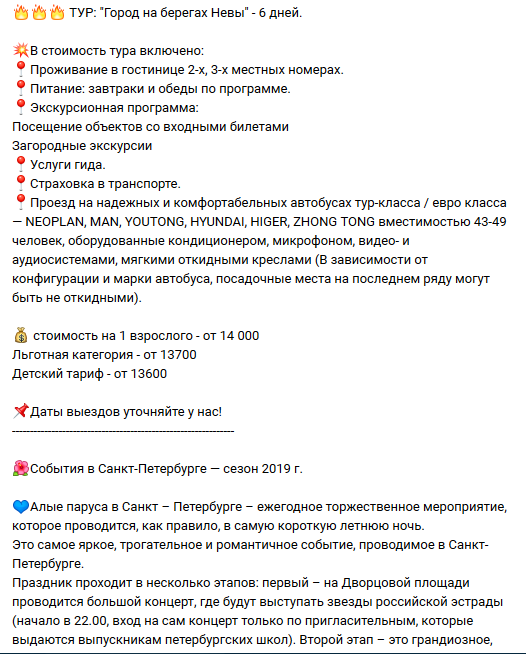 🔥🔥🔥 ТУР: "Город на берегах Невы" - 6 дней.
💥В стоимость тура включено:
📍Проживание в гостинице 2-х, 3-х местных номерах.
📍Питание: завтраки и обеды по программе.
📍Экскурсионная программа:
Посещение объектов со входными билетами
Загородные экскурсии
📍Услуги гида.
📍Страховка в транспорте.
📍Проезд на надежных и комфортабельных автобусах тур-класса / евро класса
— NEOPLAN, MAN, YOUTONG, HYUNDAI, HIGER, ZHONG TONG вместимостью 43-49
человек, оборудованные кондиционером, микрофоном, видео- и
аудиосистемами, мягкими откидными креслами (В зависимости от
конфигурации и марки автобуса, посадочные места на последнем ряду могут
быть не откидными).
💰 стоимость на 1 взрослого - от 14 000
Льготная категория - от 13700
Детский тариф - от 13600
📌Даты выездов уточняйте у нас!
--------------------------------------------------------------
🌺События в Санкт-Петербурге — сезон 2019 г.
💙Алые паруса в Санкт – Петербурге – ежегодное торжественное мероприятие,
которое проводится, как правило, в самую короткую летнюю ночь.
Это самое яркое, трогательное и романтичное событие, проводимое в Санкт-
Петербурге.
Праздник проходит в несколько этапов: первый – на Дворцовой площади
проводится большой концерт, где будут выступать звезды российской эстрады
(начало в 22.00, вход на сам концерт только по пригласительным, которые
выдаются выпускникам петербургских школ). Второй этап – это грандиозное,